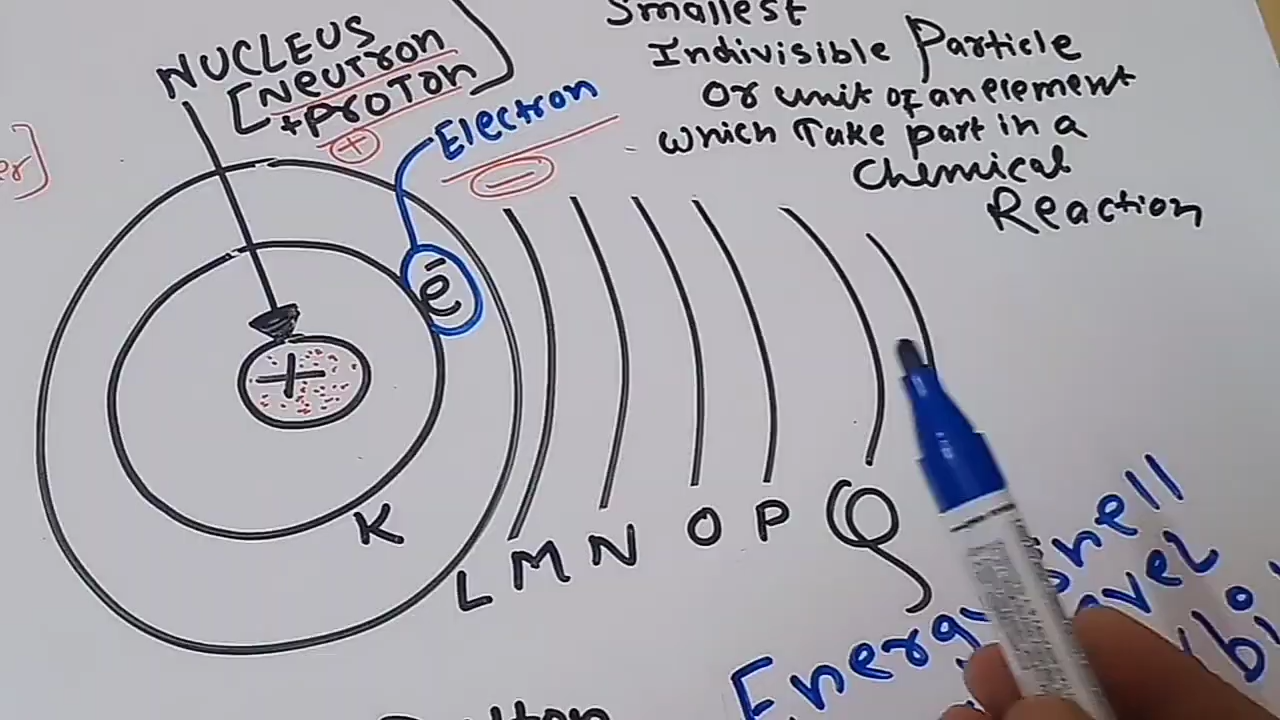 NUCLEUS
[NEUTRON
+PROTON]
+
Electron
−
er]
Smallest
Indivisible Particle
Or unit of an element
which Take part in a
Chemical
Reaction
e-
+
K
L M N O P Q
Energy